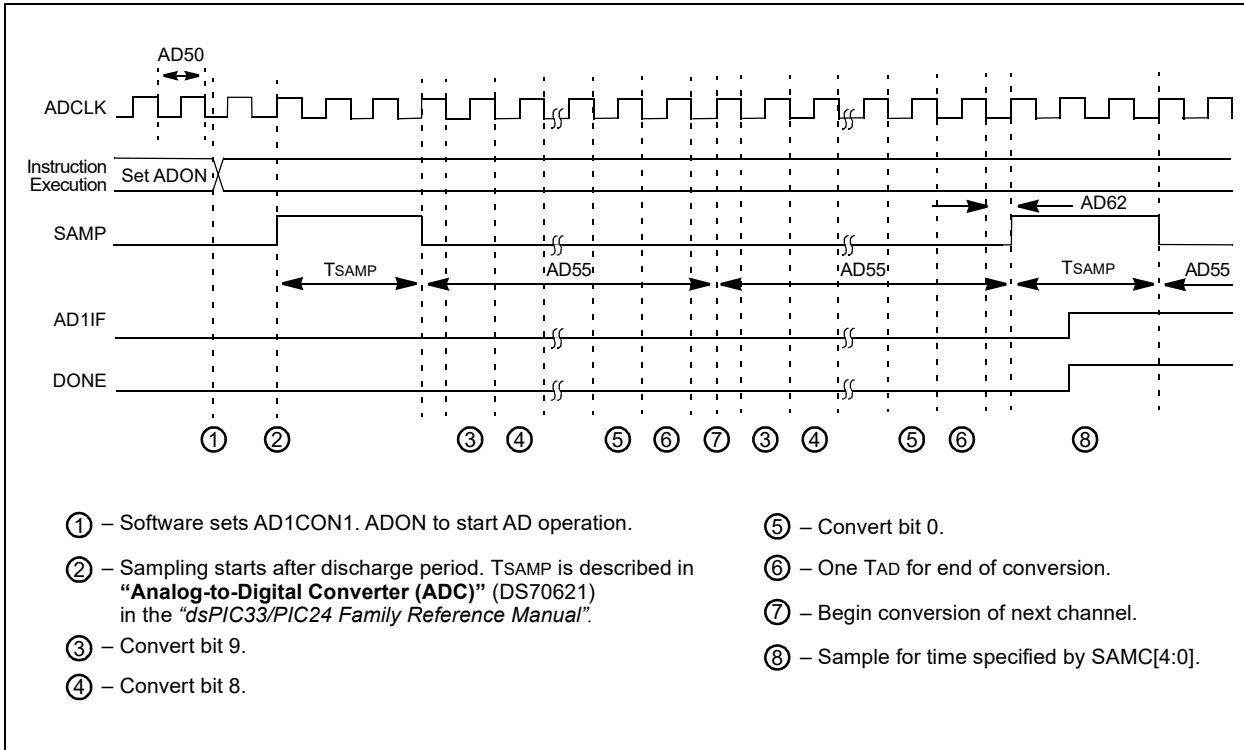 AD50
ADCLK
Instruction
Execution
Set ADON
AD62
SAMP
TSAMP
AD55
AD55
TSAMP
AD55
AD1IF
DONE
1 2 3 4 5 6 7 3 4 5 6 8
1 – Software sets AD1CON1. ADON to start AD operation.
2 – Sampling starts after discharge period. TSAMP is described in
“Analog-to-Digital Converter (ADC)” (DS70621)
in the “dsPIC33/PIC24 Family Reference Manual”.
3 – Convert bit 9.
4 – Convert bit 8.
5 – Convert bit 0.
6 – One TAD for end of conversion.
7 – Begin conversion of next channel.
8 – Sample for time specified by SAMC[4:0].